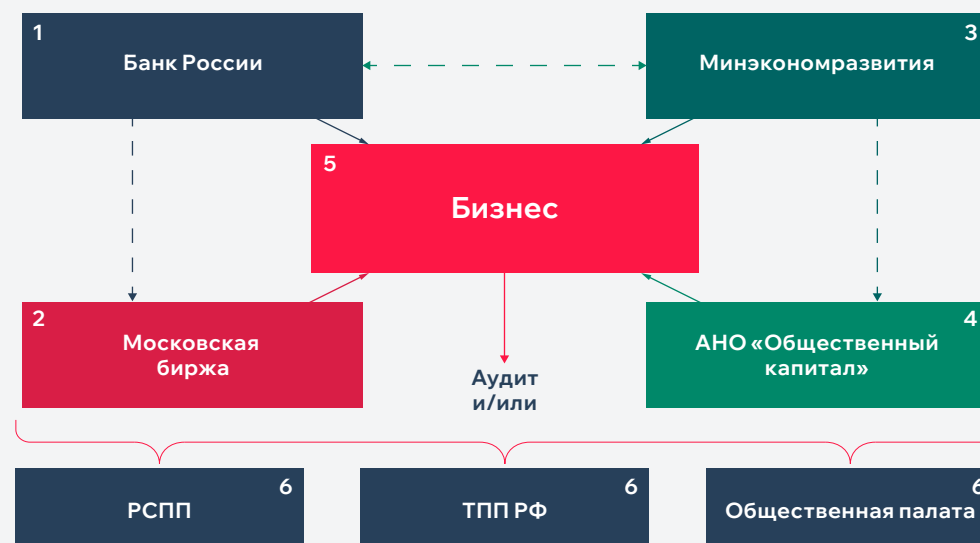 1
Банк России
3
Минэкономразвития
5
Бизнес
2
Московская
биржа
4
АНО «Общественный
капитал»
Аудит
и/или
6
РСПП
6
ТПП РФ
6
Общественная палата